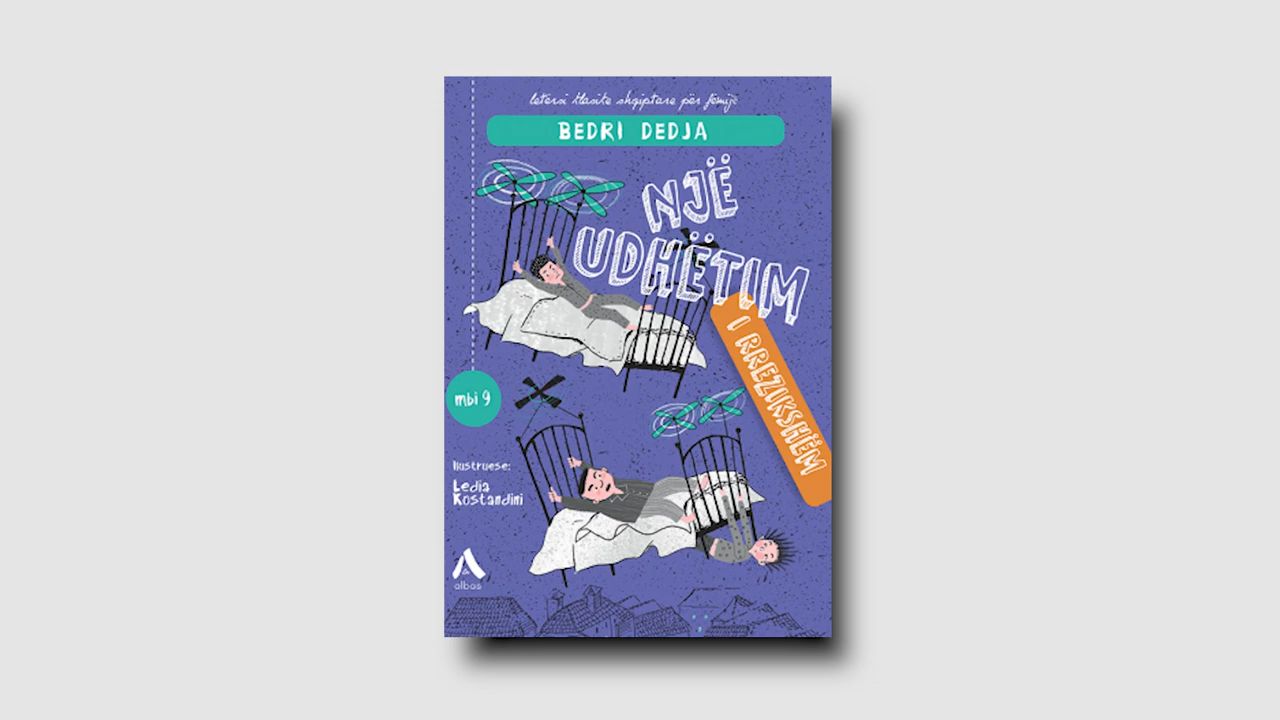 letërsi klasike shqiptare për fëmijë
BEDRI DEDJA
NJË
UDHËTIM
I RREZIKSHËM
mbi 9
Ilustruese:
Ledia
Kostandini
albas